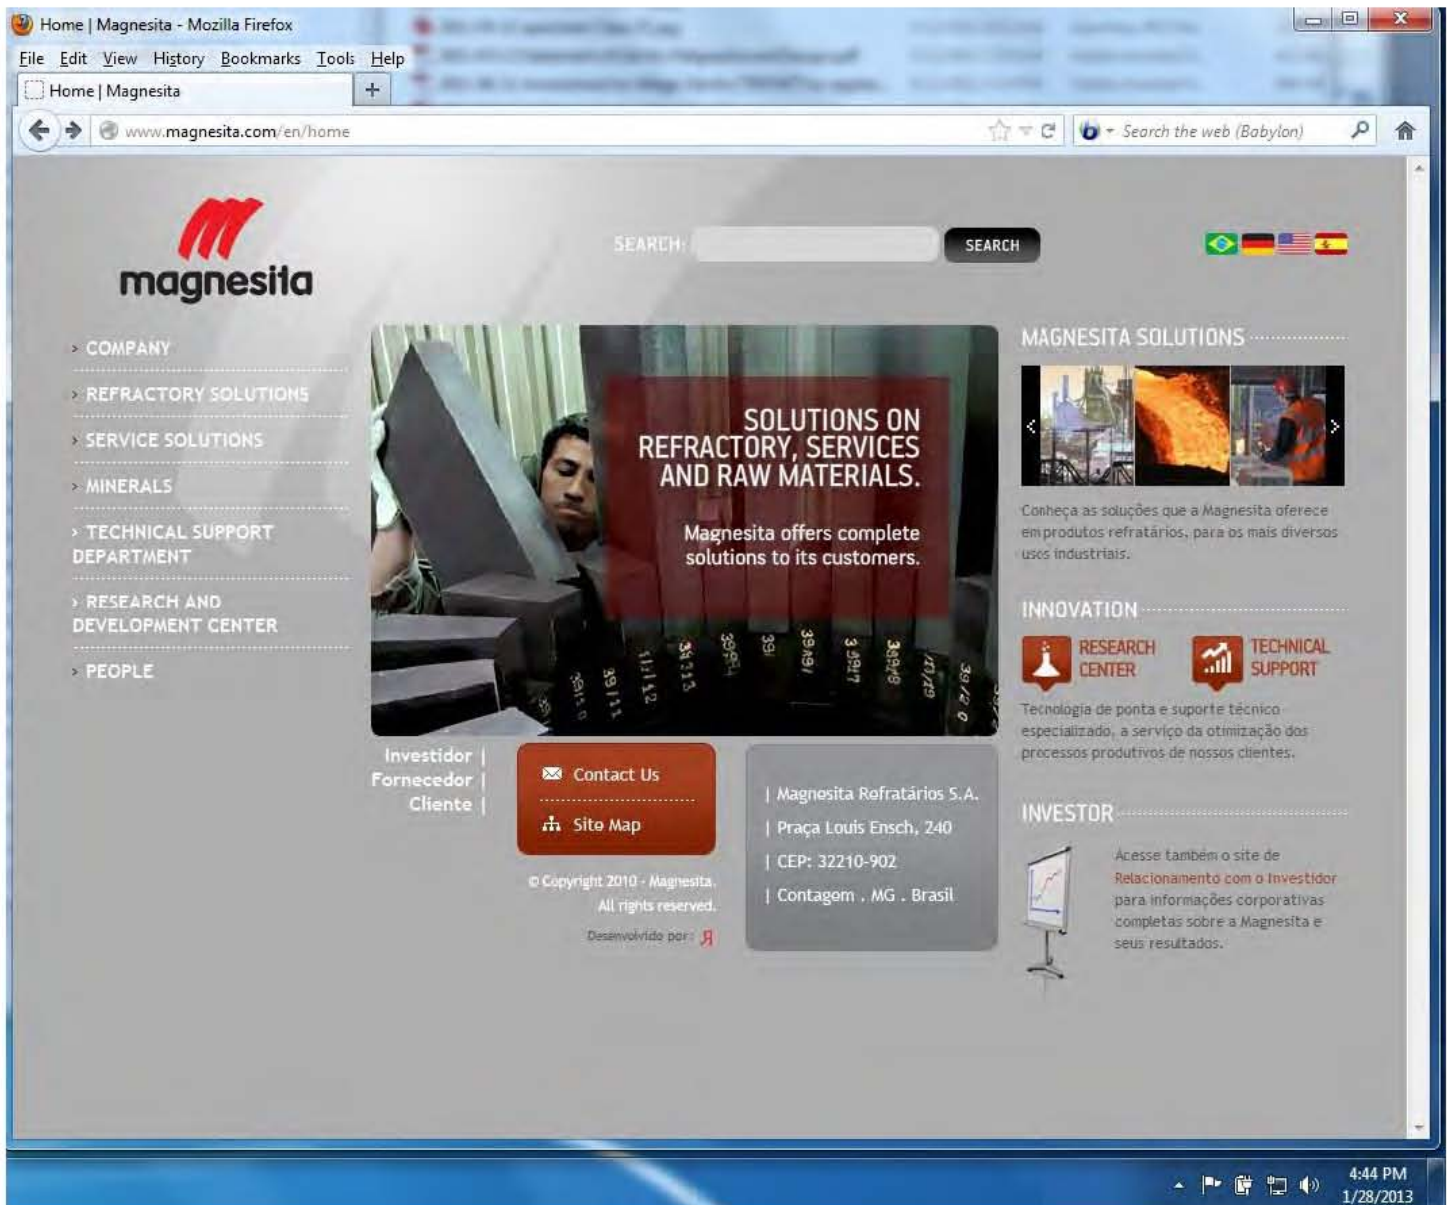 Home | Magnesita - Mozilla Firefox
File Edit View History Bookmarks Tools Help
Home | Magnesita
www.magnesita.com/en/home
Search the web (Babylon)
magnesita
SEARCH:
SEARCH
> COMPANY
> REFRACTORY SOLUTIONS
> SERVICE SOLUTIONS
> MINERALS
> TECHNICAL SUPPORT
DEPARTMENT
> RESEARCH AND
DEVELOPMENT CENTER
> PEOPLE
SOLUTIONS ON
REFRACTORY, SERVICES
AND RAW MATERIALS.
Magnesita offers complete
solutions to its customers.
MAGNESITA SOLUTIONS
Conheça as soluções que a Magnesita oferece
em produtos refratários, para os mais diversos
usos industriais.
INNOVATION
RESEARCH
CENTER
TECHNICAL
SUPPORT
Tecnologia de ponta e suporte técnico
especializado, a serviço da otimização dos
processos produtivos de nossos clientes.
INVESTOR
Acesse também o site de
Relacionamento com o Investidor
para informações corporativas
completas sobre a Magnesita e
seus resultados.
Investidor |
Fornecedor |
Cliente |
Contact Us
Site Map
© Copyright 2010 - Magnesita.
All rights reserved.
Desenvolvido por:
| Magnesita Refratários S.A.
| Praça Louis Ensch, 240
| CEP: 32210-902
| Contagem . MG . Brasil
4:44 PM
1/28/2013